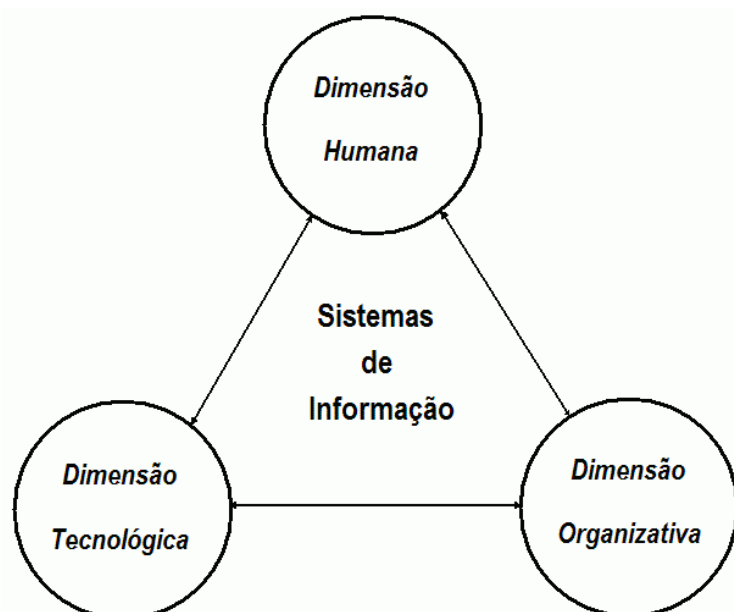 Dimensão
Humana
Sistemas
de
Informação
Dimensão
Tecnológica
Dimensão
Organizativa